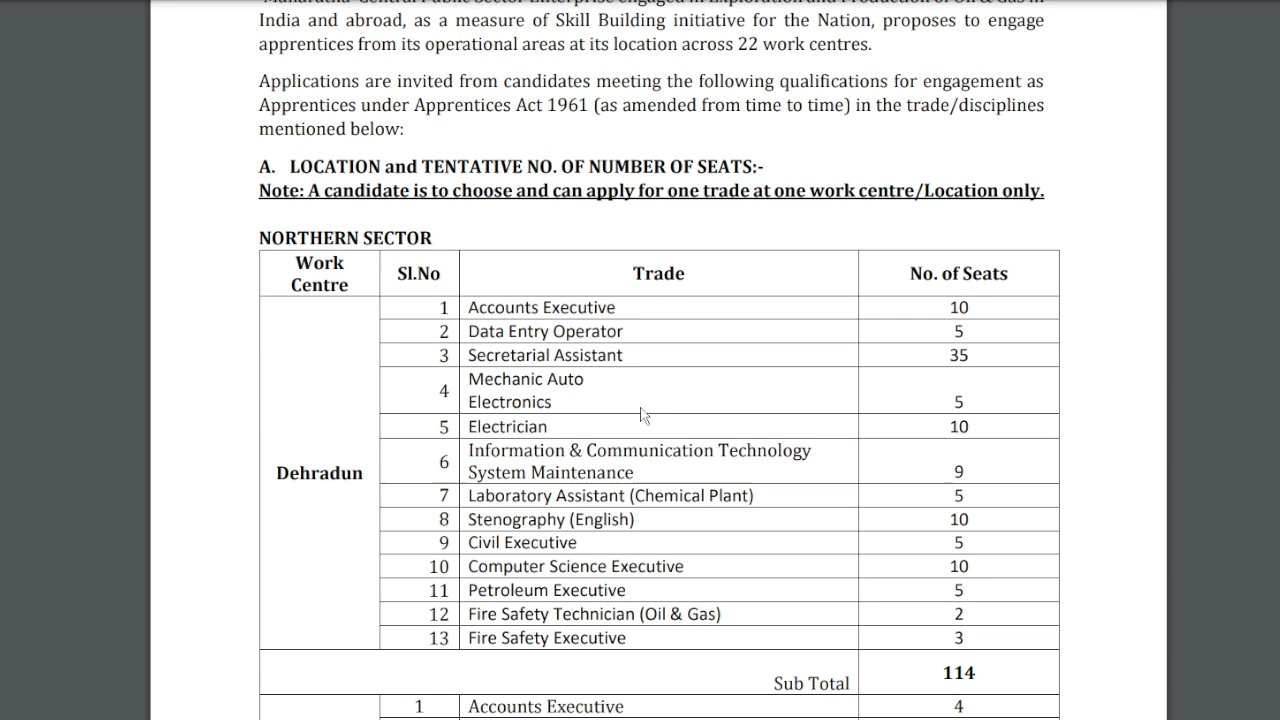 India and abroad, as a measure of Skill Building initiative for the Nation, proposes to engage
apprentices from its operational areas at its location across 22 work centres.
Applications are invited from candidates meeting the following qualifications for engagement as
Apprentices under Apprentices Act 1961 (as amended from time to time) in the trade/disciplines
mentioned below:
A. LOCATION and TENTATIVE NO. OF NUMBER OF SEATS:-
Note: A candidate is to choose and can apply for one trade at one work centre/Location only.
NORTHERN SECTOR
Work Centre Sl.No Trade No. of Seats
Dehradun
1 Accounts Executive 10
2 Data Entry Operator 5
3 Secretarial Assistant 35
4 Mechanic Auto
Electronics 5
5 Electrician 10
6 Information & Communication Technology
System Maintenance 9
7 Laboratory Assistant (Chemical Plant) 5
8 Stenography (English) 10
9 Civil Executive 5
10 Computer Science Executive 10
11 Petroleum Executive 5
12 Fire Safety Technician (Oil & Gas) 2
13 Fire Safety Executive 3
Sub Total 114
1 Accounts Executive 4